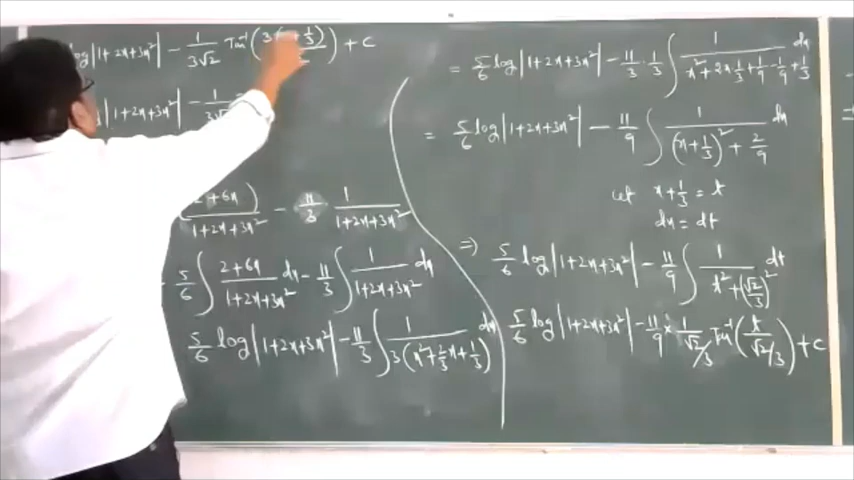 log|1+2x+3x²| - 1/(3√2) Tan⁻¹(3( + 1/3)) + c
|1+2x+3x²| - 1/
(2+6x)/(1+2x+3x²) - 11/3 1/(1+2x+3x²)
5/6 ∫ (2+6x)/(1+2x+3x²) dx - 11/3 ∫ 1/(1+2x+3x²) dx
5/6 log|1+2x+3x²| - 11/3 ∫ 1/(3(x²+2/3x+1/3)) dx
= 5/6 log|1+2x+3x²| - 11/3 · 1/3 ∫ 1/(x²+2x·1/3+1/9-1/9+1/3) dx
= 5/6 log|1+2x+3x²| - 11/9 ∫ 1/((x+1/3)²+2/9) dx
Let x+1/3 = t
dx = dt
⇒ 5/6 log|1+2x+3x²| - 11/9 ∫ 1/(t²+(√2/3)²) dt
5/6 log|1+2x+3x²| - 11/9 × 1/(√2/3) Tan⁻¹(t/(√2/3)) + c